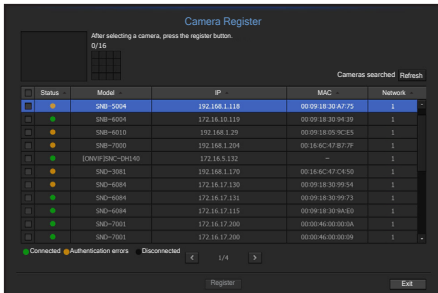 Camera Register
After selecting a camera, press the register button.
0/16
Cameras searched Refresh
Status Model IP MAC Network
SNB-5004 192.168.1.118 00:09:18:30:A7:75 1
SNB-6004 172.16.10.119 00:09:18:30:94:39 1
SNB-6010 192.168.1.29 00:16:18:05:9C:E5 1
SNB-7000 192.168.1.204 00:16:6C:47:B7:7F 1
[ONVIF]SNC-DH140 172.16.5.132 - 1
SND-3081 192.168.1.170 00:16:6C:47:C4:50 1
SND-6084 172.16.17.130 00:09:18:30:99:54 1
SND-6084 172.16.17.131 00:09:18:30:99:73 1
SND-6084 172.16.17.115 00:09:18:30:9A:E0 1
SND-7001 172.16.17.200 00:00:46:00:00:0A 1
SND-7001 172.16.17.200 00:00:46:00:00:09 1
Connected Authentication errors Disconnected
< 1/4 >
Register Exit